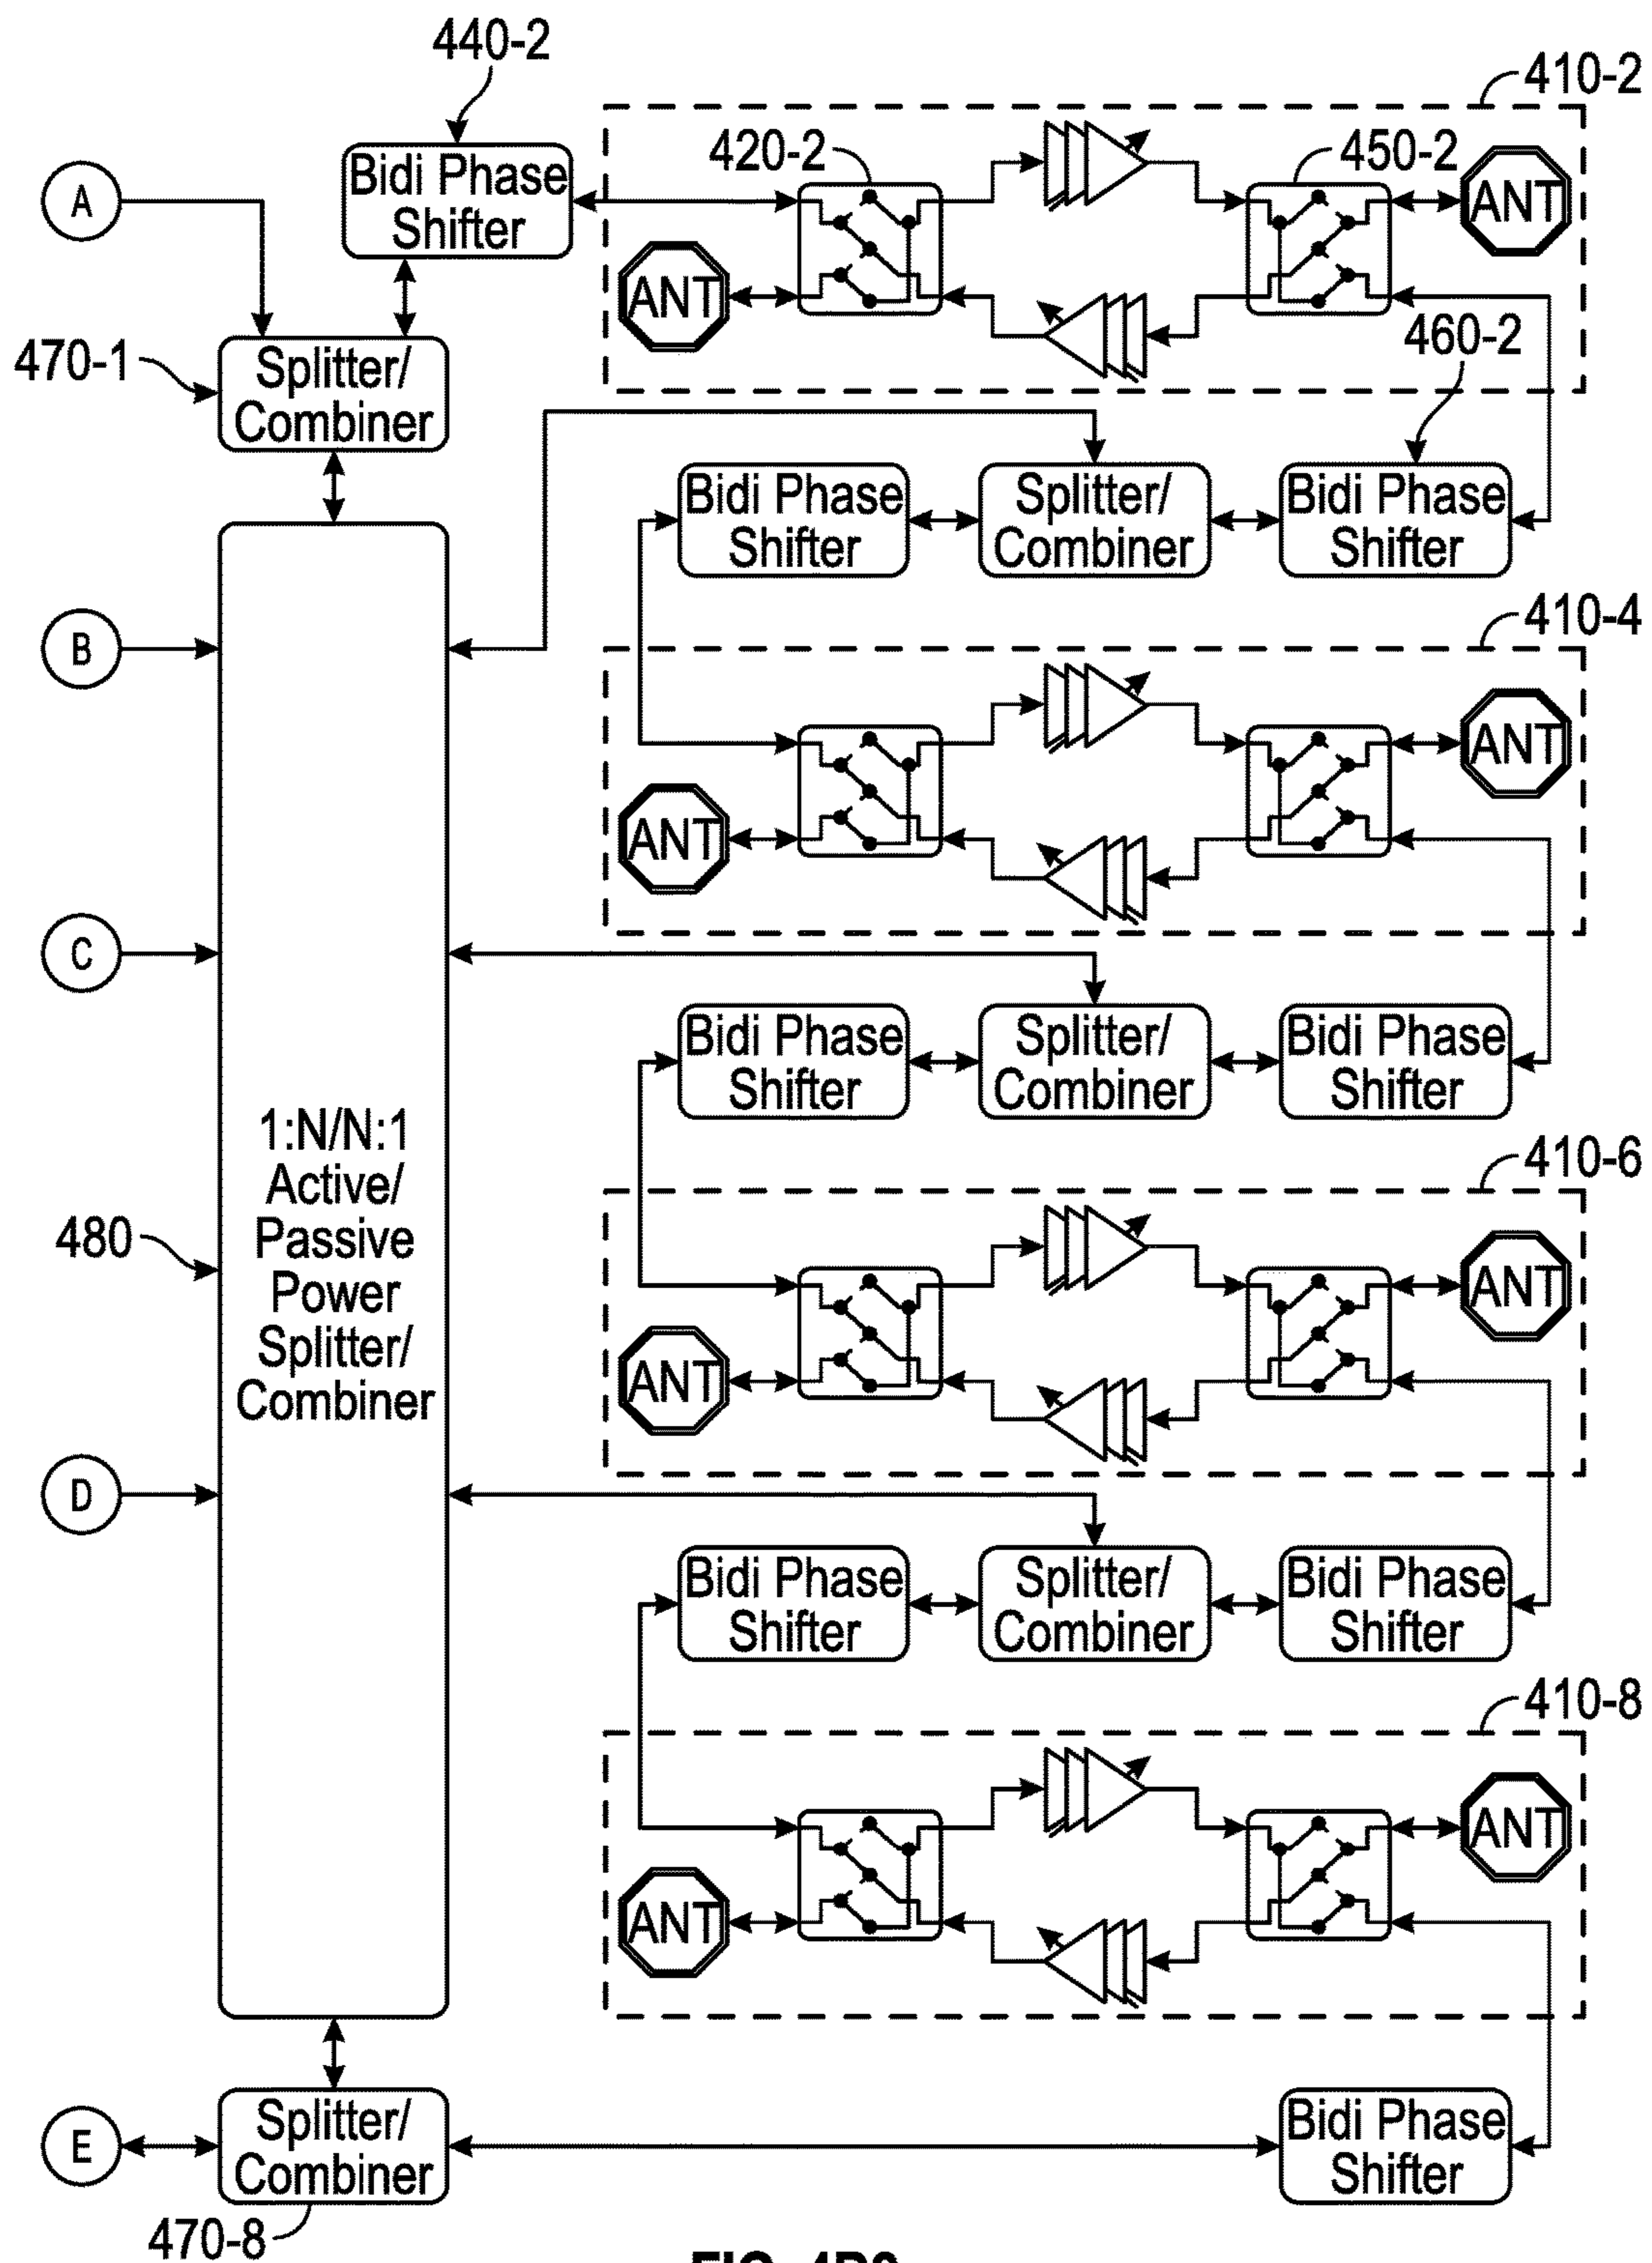 440-2
410-2
A
Bidi Phase
Shifter
420-2
450-2
ANT
ANT
470-1
Splitter/
Combiner
460-2
Bidi Phase
Shifter
Splitter/
Combiner
Bidi Phase
Shifter
B
410-4
ANT
ANT
C
Bidi Phase
Shifter
Splitter/
Combiner
Bidi Phase
Shifter
480
1:N/N:1
Active/
Passive
Power
Splitter/
Combiner
410-6
ANT
ANT
D
Bidi Phase
Shifter
Splitter/
Combiner
Bidi Phase
Shifter
410-8
ANT
ANT
E
Splitter/
Combiner
Bidi Phase
Shifter
470-8